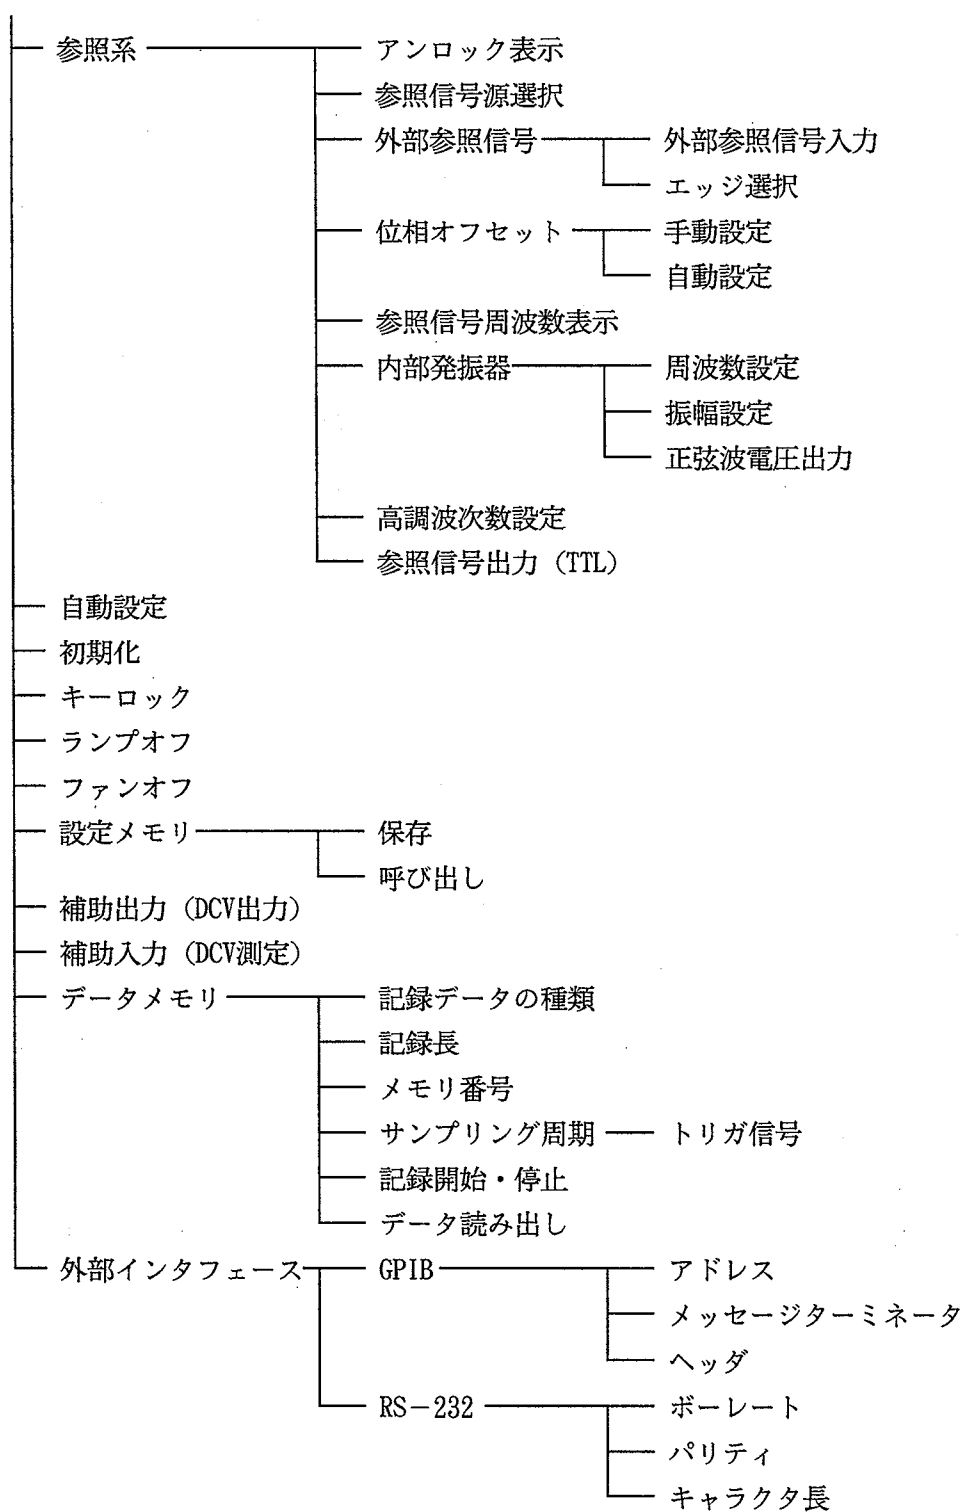 参照系 アンロック表示
参照信号源選択
外部参照信号 外部参照信号入力
エッジ選択
位相オフセット 手動設定
自動設定
参照信号周波数表示
内部発振器 周波数設定
振幅設定
正弦波電圧出力
高調波次数設定
参照信号出力（TTL）
自動設定
初期化
キーロック
ランプオフ
ファンオフ
設定メモリ 保存
呼び出し
補助出力（DCV出力）
補助入力（DCV測定）
データメモリ 記録データの種類
記録長
メモリ番号
サンプリング周期 トリガ信号
記録開始・停止
データ読み出し
外部インタフェース GPIB アドレス
メッセージターミネータ
ヘッダ
RS－232 ボーレート
パリティ
キャラクタ長